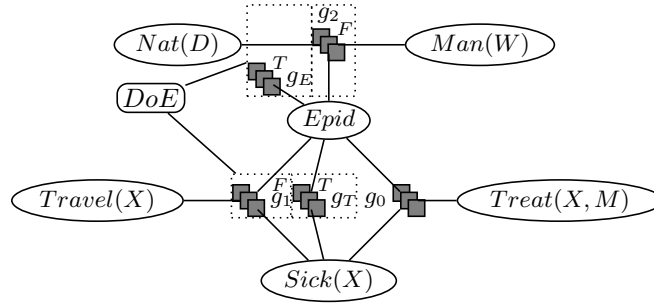 g2
Nat(D) F Man(W)
T gE
DoE
Epid
F T
Travel(X) g1 gT g0 Treat(X, M)
Sick(X)